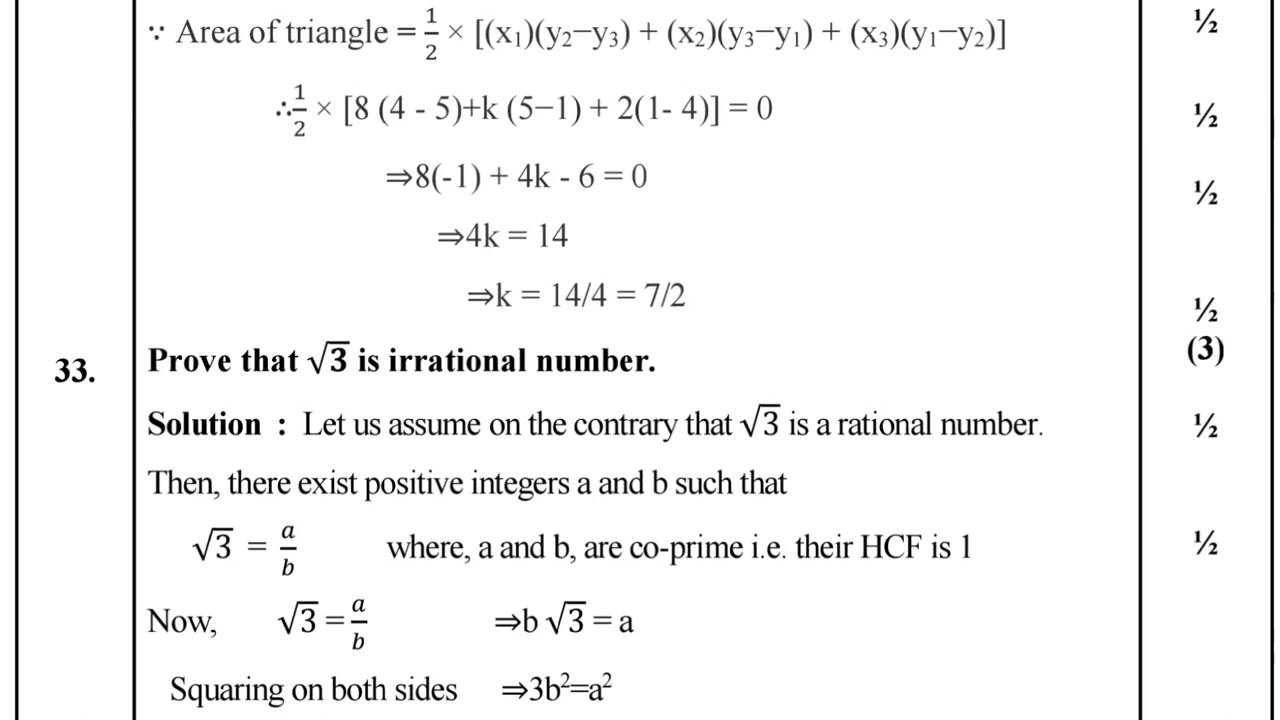 ∵ Area of triangle = 1/2 × [(x₁)(y₂−y₃) + (x₂)(y₃−y₁) + (x₃)(y₁−y₂)] ½
∴ 1/2 × [8 (4 - 5)+k (5−1) + 2(1- 4)] = 0 ½
⇒8(-1) + 4k - 6 = 0 ½
⇒4k = 14
⇒k = 14/4 = 7/2 ½
33. Prove that √3 is irrational number. (3)
Solution : Let us assume on the contrary that √3 is a rational number. ½
Then, there exist positive integers a and b such that
√3 = a/b where, a and b, are co-prime i.e. their HCF is 1 ½
Now, √3 = a/b ⇒b √3 = a
Squaring on both sides ⇒3b²=a²